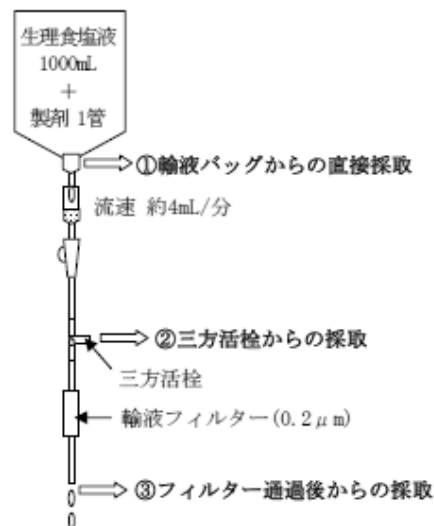 生理食塩液
1000mL
+
製剤 1管
①輸液バッグからの直接採取
流速 約4mL/分
②三方活栓からの採取
三方活栓
輸液フィルター(0.2μm)
③フィルター通過後からの採取